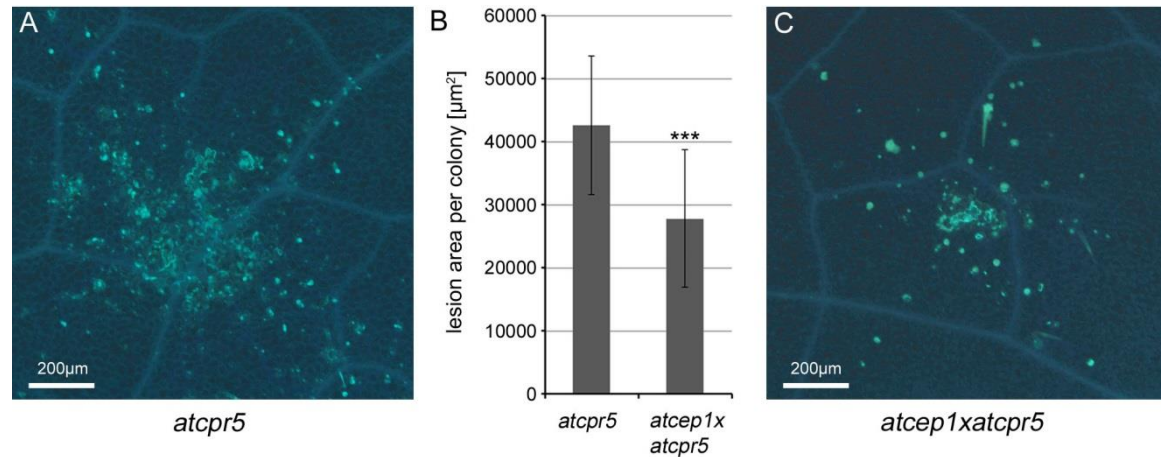 A
200µm
atcpr5
B
lesion area per colony [µm²]
60000
50000
40000
30000
20000
10000
0
***
atcpr5
atcep1x
atcpr5
C
200µm
atcep1xatcpr5